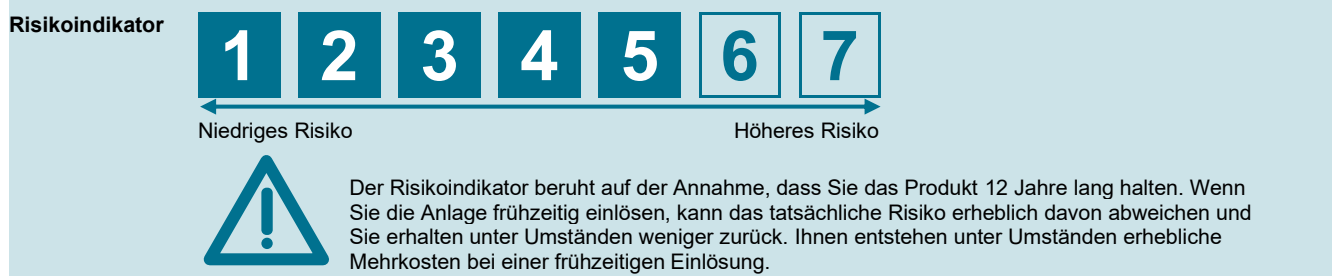 Risikoindikator
1 2 3 4 5 6 7
Niedriges Risiko Höheres Risiko
Der Risikoindikator beruht auf der Annahme, dass Sie das Produkt 12 Jahre lang halten. Wenn
Sie die Anlage frühzeitig einlösen, kann das tatsächliche Risiko erheblich davon abweichen und
Sie erhalten unter Umständen weniger zurück. Ihnen entstehen unter Umständen erhebliche
Mehrkosten bei einer frühzeitigen Einlösung.